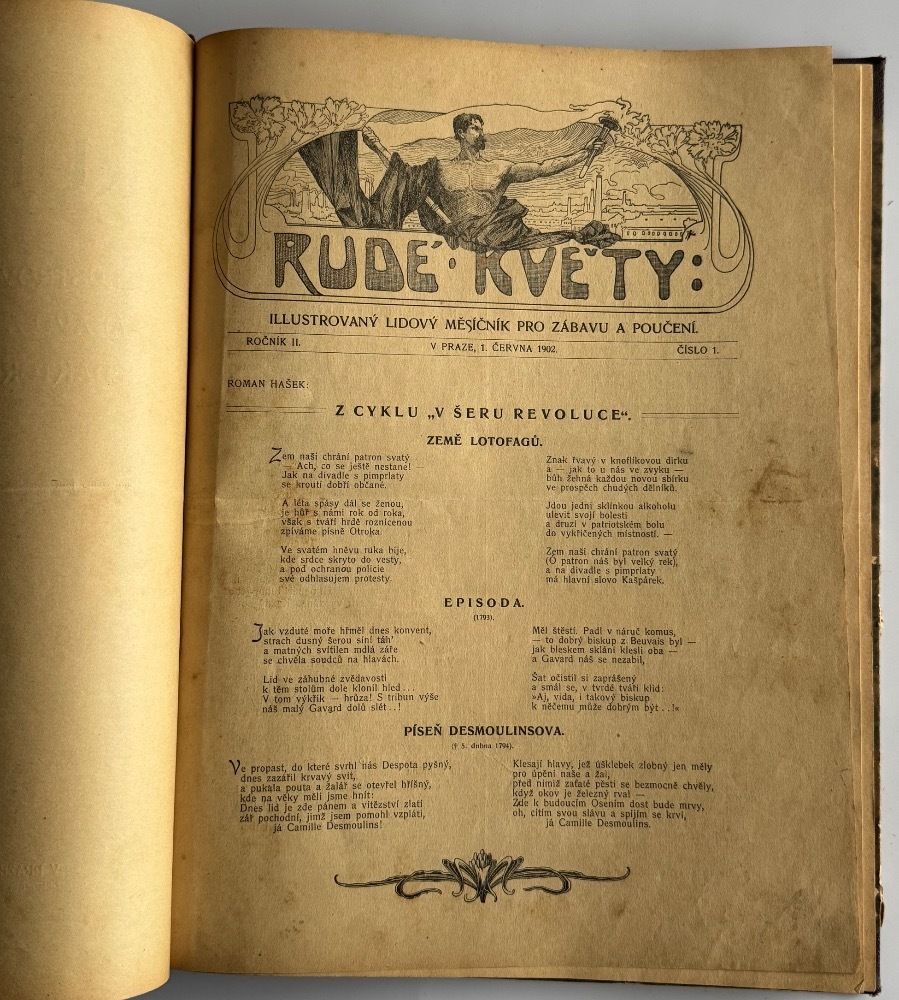 RUDÉ · KVĚTY:
ILLUSTROVANÝ LIDOVÝ MĚSÍČNÍK PRO ZÁBAVU A POUČENÍ.
ROČNÍK II.
V PRAZE, 1. ČERVNA 1902.
ČÍSLO 1.
ROMAN HAŠEK:
Z CYKLU „V ŠERU REVOLUCE“.
ZEMĚ LOTOFAGŮ.
Zem naši chrání patron svatý
— Ach, co se ještě nestane! —
Jak na divadle s pimprlaty
se kroutí dobří občané.
A léta spásy dál se ženou,
je hůř s námi rok od roka,
však s tváří hrdě roznícenou
zpíváme písně Otroka.
Ve svatém hněvu ruka bije,
kde srdce skryto do vesty,
a pod ochranou policie
své odhlasujem protesty.
Znak řvavý v knoflíkovou dírku
a — jak to u nás ve zvyku —
bůh žehná každou novou sbírku
ve prospěch chudých dělníků.
Jdou jedni sklínkou alkoholu
ulevit svojí bolesti
a druzí v patriotském bolu
do vykřičených místností. —
Zem naši chrání patron svatý
(O patron náš byl velký rek),
a na divadle s pimprlaty
má hlavní slovo Kašpárek.
EPISODA.
(1793).
Jak vzduté moře hřměl dnes konvent,
strach dusný šerou síní táh'
a matných svítilen mdlá záře
se chvěla soudců na hlavách.
Lid ve záhubné zvědavosti
k těm stolům dole klonil hled...
V tom výkřik — hrůza! S tribun výše
náš malý Gavard dolů slét..!
Měl štěstí. Padl v náruč komus,
— to dobrý biskup z Beuvais byl —
jak bleskem skláni klesli oba —
a Gavard náš se nezabil,
Šat očistil si zaprášený
a smál se, v tvrdé tváři klid:
»Aj, vida, i takový biskup
k něčemu může dobrým být..!«
PÍSEŇ DESMOULINSOVA.
(† 5. dubna 1794).
Ve propast, do které svrhl nás Despota pyšný,
dnes zazářil krvavý svit,
a pukala pouta a žalář se otevřel hříšný,
kde na věky měli jsme hnít:
Dnes lid je zde pánem a vítězství zlatí
zář pochodní, jimž jsem pomohl vzpláti,
já Camille Desmoulins!
Klesají hlavy, jež úšklebek zlobný jen měly
pro úpění naše a žal,
před nimiž zaťaté pěsti se bezmocně chvěly,
když okov je železný rval —
Zde k budoucím Osením dost bude mrvy,
oh, cítím svou slávu a spíjím se krví,
já Camille Desmoulins.